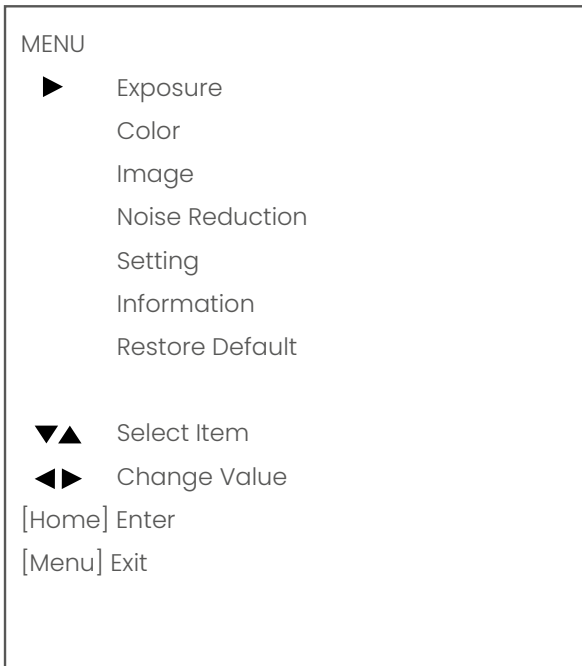 MENU
▶ Exposure
Color
Image
Noise Reduction
Setting
Information
Restore Default
▼▲ Select Item
◀▶ Change Value
[Home] Enter
[Menu] Exit